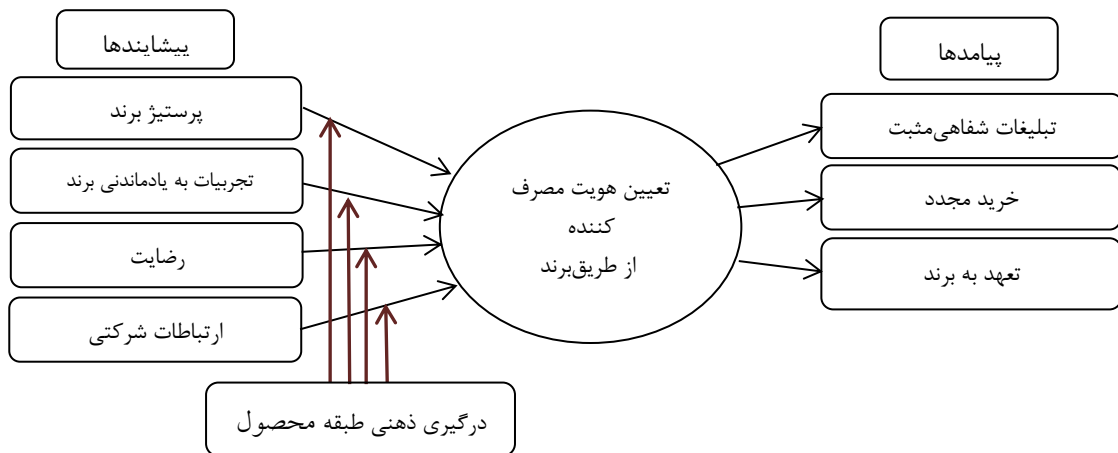 پیشایندها
پرستیژ برند
تجربیات به یادماندنی برند
رضایت
ارتباطات شرکتی
درگیری ذهنی طبقه محصول
تعیین هویت مصرف
کننده
از طریق‌برند
پیامدها
تبلیغات شفاهی‌مثبت
خرید مجدد
تعهد به برند